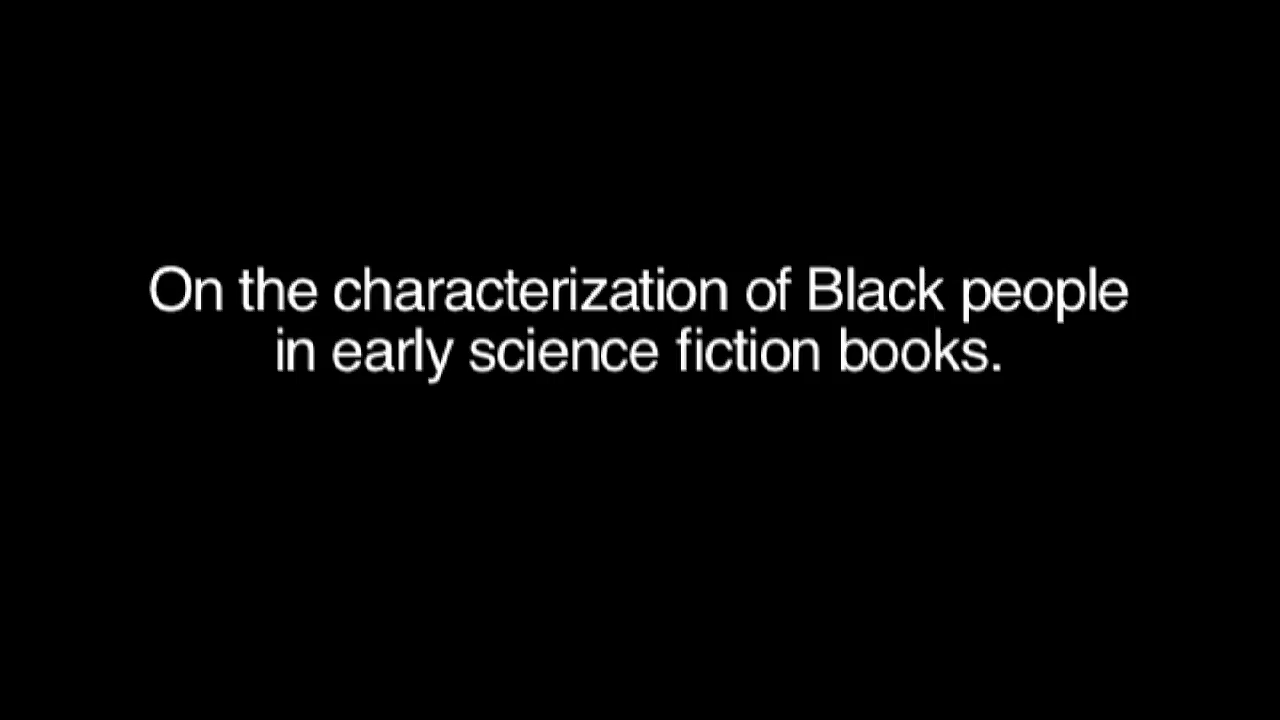 On the characterization of Black people
in early science fiction books.